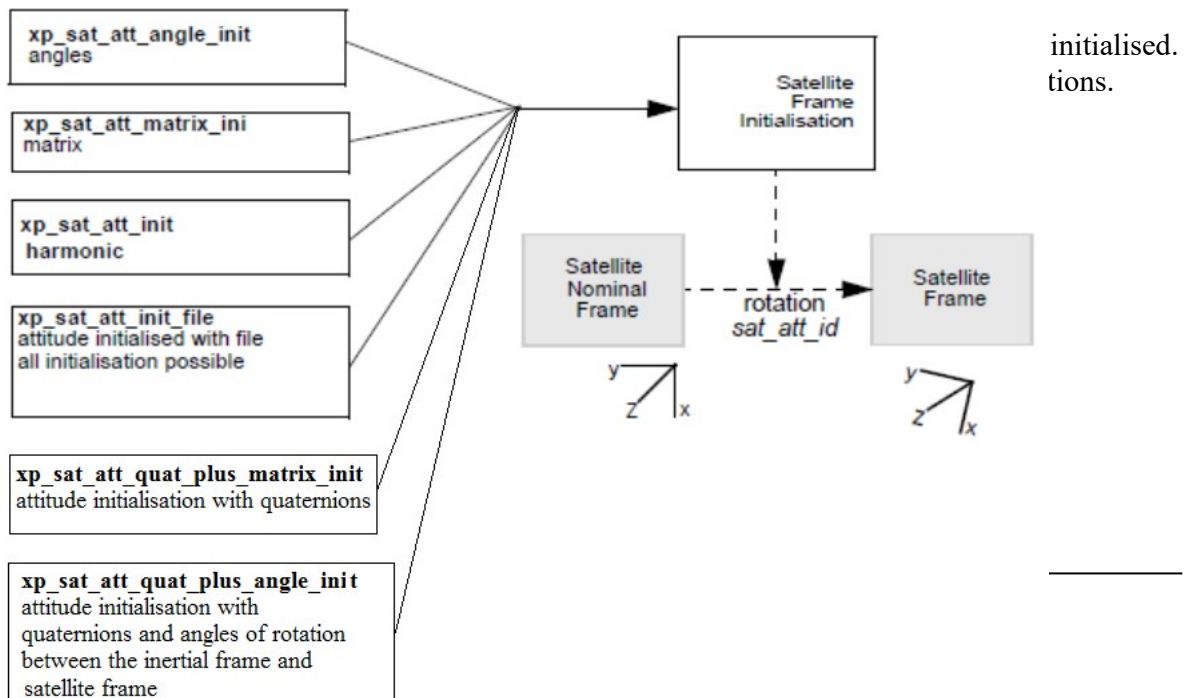 xp_sat_att_angle_init
angles
xp_sat_att_matrix_ini
matrix
xp_sat_att_init
harmonic
xp_sat_att_init_file
attitude initialised with file
all initialisation possible
xp_sat_att_quat_plus_matrix_init
attitude initialisation with quaternions
xp_sat_att_quat_plus_angle_init
attitude initialisation with
quaternions and angles of rotation
between the inertial frame and
satellite frame
Satellite
Frame
Initialisation
Satellite
Nominal
Frame
rotation
sat_att_id
Satellite
Frame
y
Z
x
y
z
x
initialised.
tions.